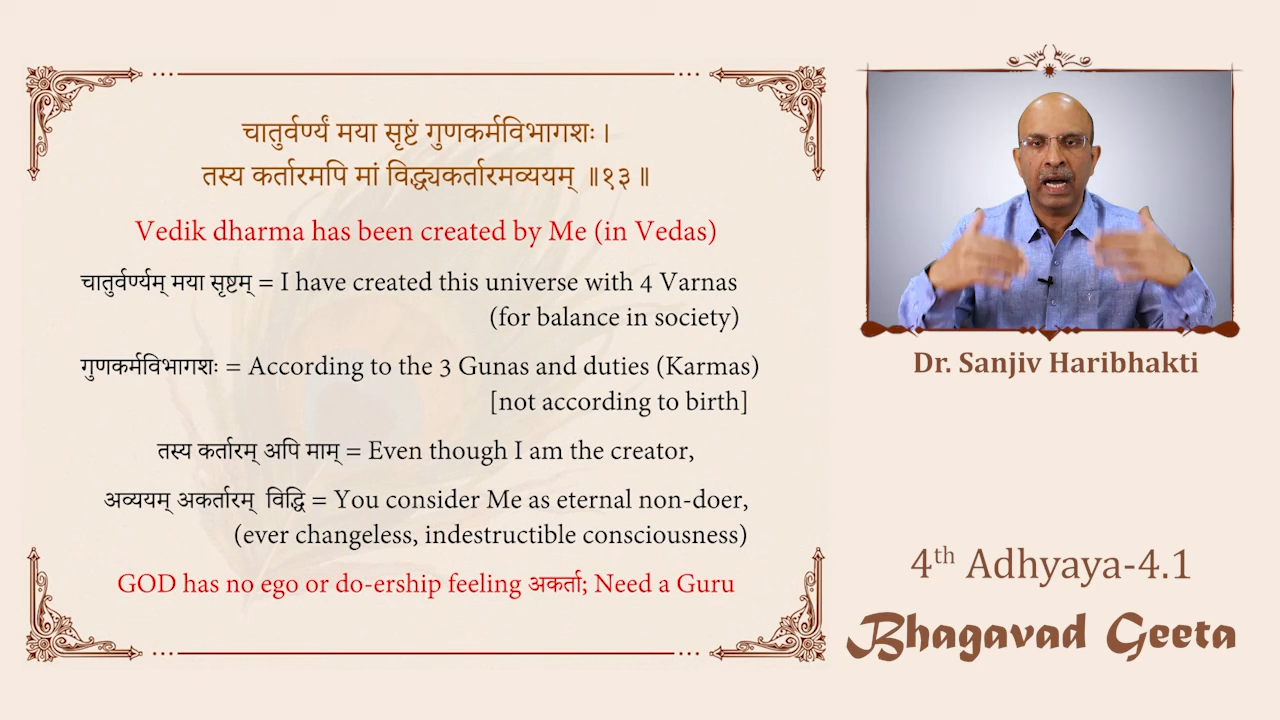 चातुर्वर्ण्यं मया सृष्टं गुणकर्मविभागशः ।
तस्य कर्तारमपि मां विद्ध्यकर्तारमव्ययम् ॥१३॥
Vedik dharma has been created by Me (in Vedas)
चातुर्वर्ण्यम् मया सृष्टम् = I have created this universe with 4 Varnas
(for balance in society)
गुणकर्मविभागशः = According to the 3 Gunas and duties (Karmas)
[not according to birth]
तस्य कर्तारम् अपि माम् = Even though I am the creator,
अव्ययम् अकर्तारम् विद्धि = You consider Me as eternal non-doer,
(ever changeless, indestructible consciousness)
GOD has no ego or do-ership feeling अकर्ता; Need a Guru
Dr. Sanjiv Haribhakti
4th Adhyaya-4.1
Bhagavad Geeta